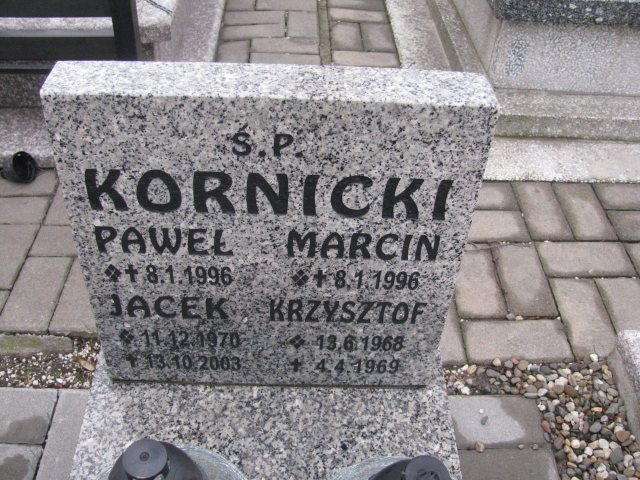 Ś.P.
KORNICKI
PAWEŁ MARCIN
✝ 8.1.1996 ✝ 8.1.1996
JACEK KRZYSZTOF
11.12.1970 13.6.1968
✝ 13.10.2003 ✝ 4.4.1969